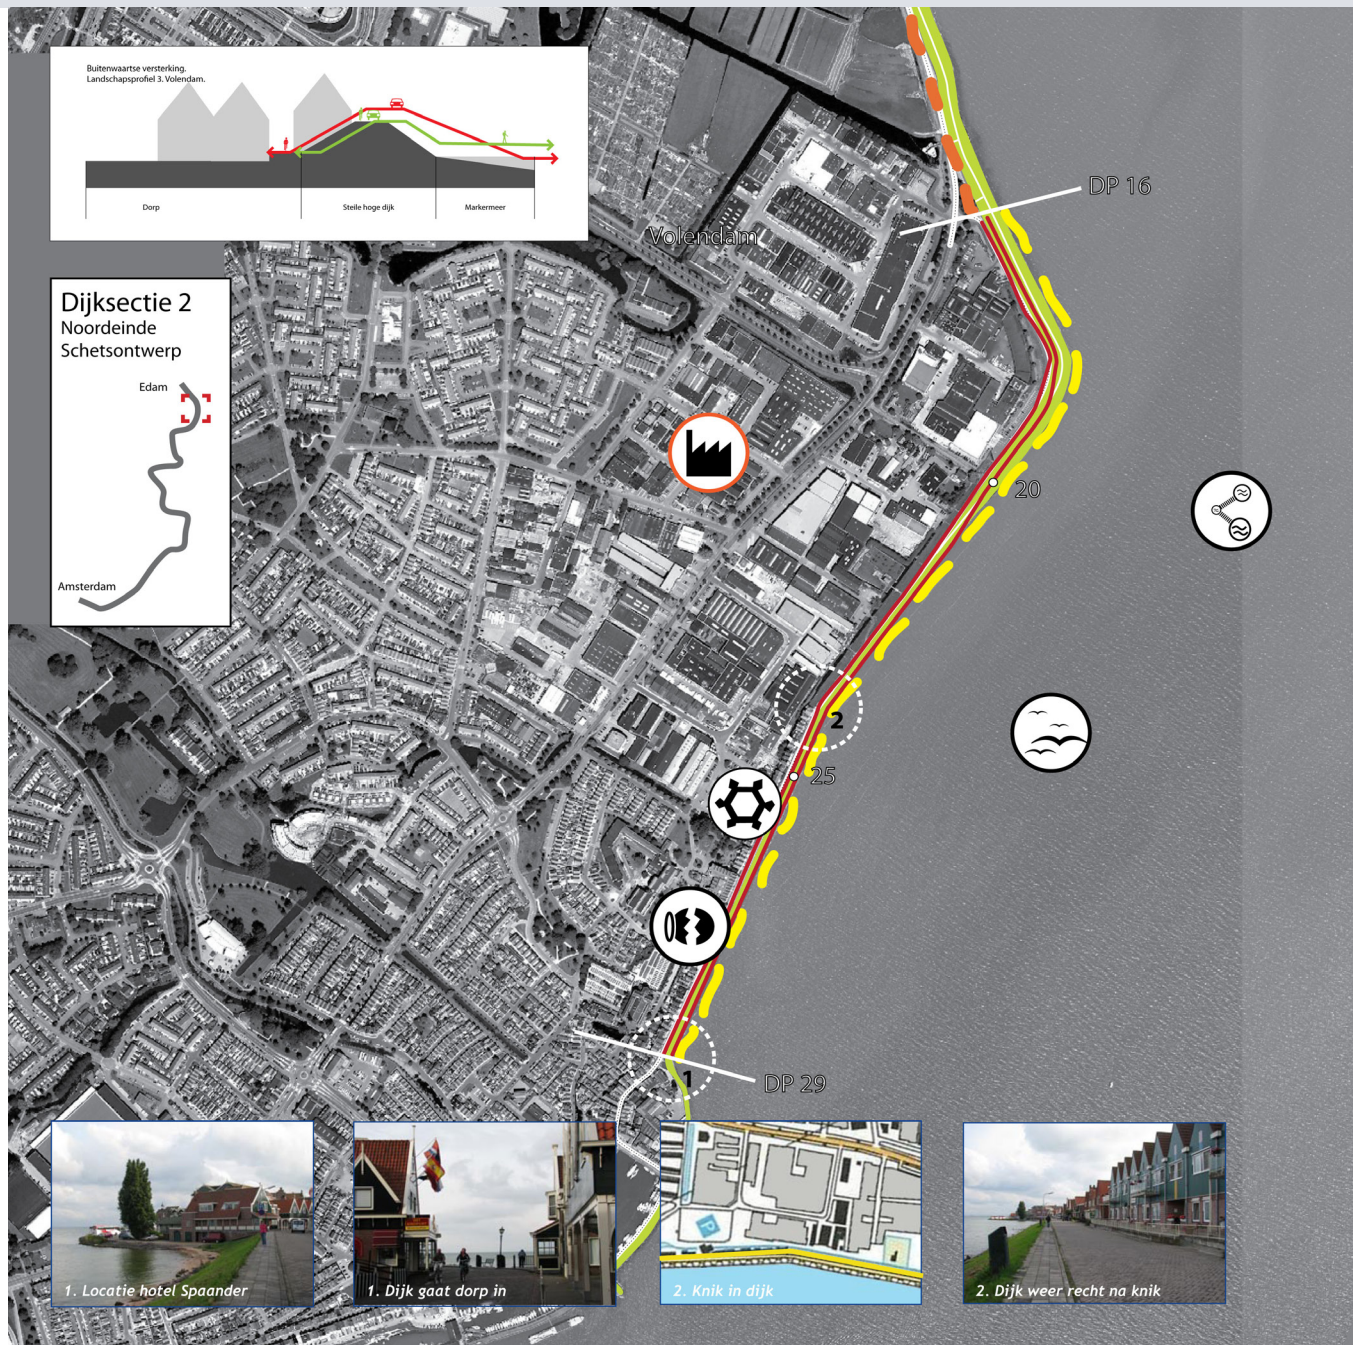 Buitenwaartse versterking.
Landschapsprofiel 3. Volendam.
Dorp
Steile hoge dijk
Markermeer
DP 16
Volendam
Dijksectie 2
Noordeinde
Schetsontwerp
Edam
Amsterdam
20
2
25
1
DP 29
1. Locatie hotel Spaander
1. Dijk gaat dorp in
P
2. Knik in dijk
2. Dijk weer recht na knik